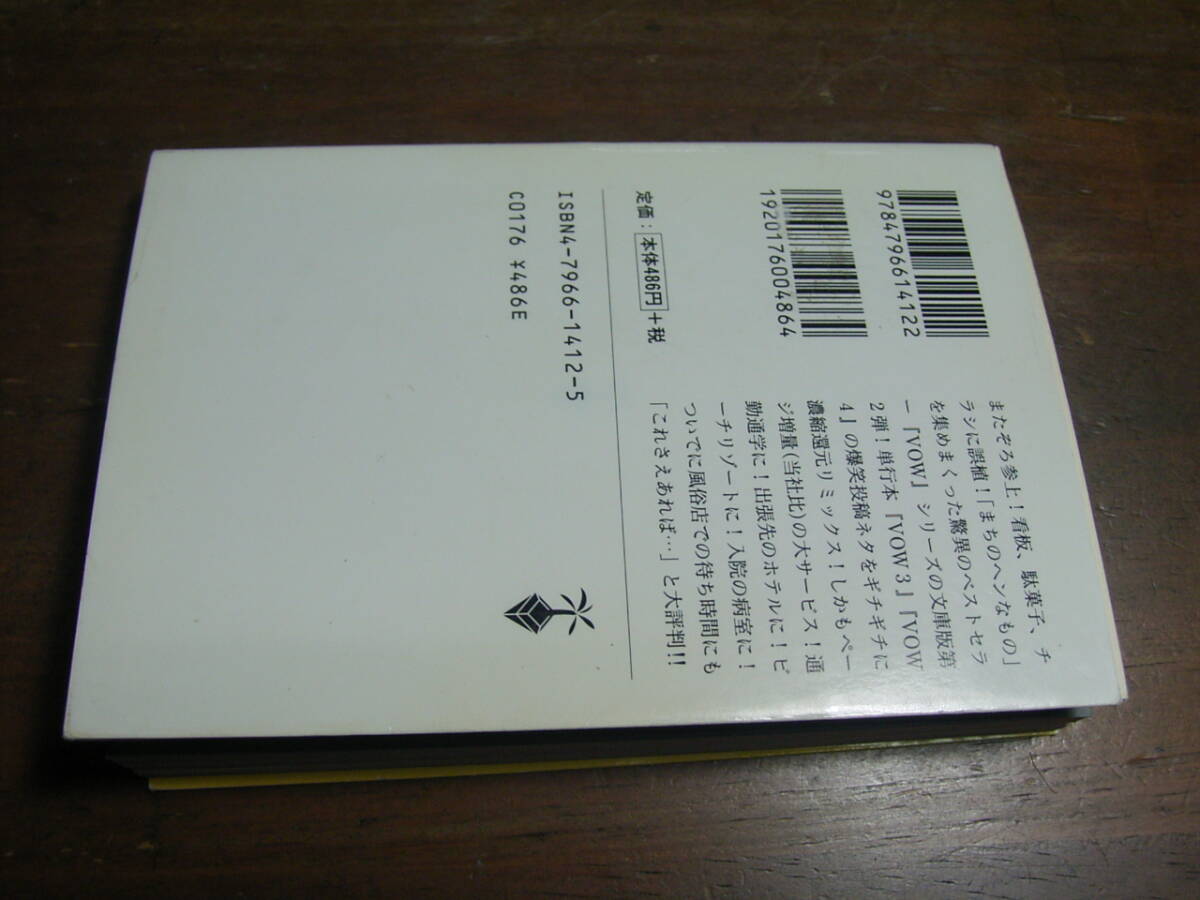 9784796614122
1920176004864
定価：本体486円＋税
ISBN4-7966-1412-5
C0176 ¥486E
またぞろ参上！看板、駄菓子、チ
ラシに誤植！「まちのヘンなもの」
を集めまくった驚異のベストセラ
ー『VOW』シリーズの文庫版第
2弾！単行本『VOW3』『VOW
4』の爆笑投稿ネタをギチギチに
濃縮還元リミックス！しかもペー
ジ増量（当社比）の大サービス！通
勤通学に！出張先のホテルに！ビ
ーチリゾートに！入院の病室に！
ついでに風俗店での待ち時間にも
「これさえあれば…」と大評判!!